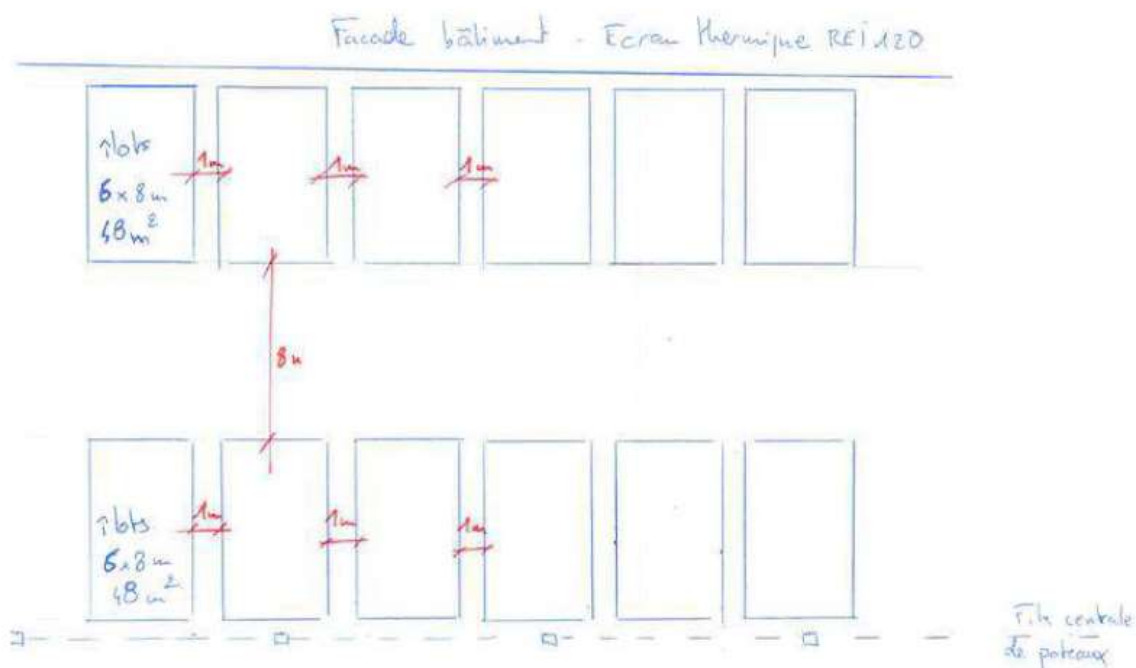 Facade bâtiment - Ecran thermique REI 120
îlots
6 x 8 m
48 m²
1m
1m
1m
8m
îlots
6 x 8 m
48 m²
1m
1m
1m
File centrale
de poteaux